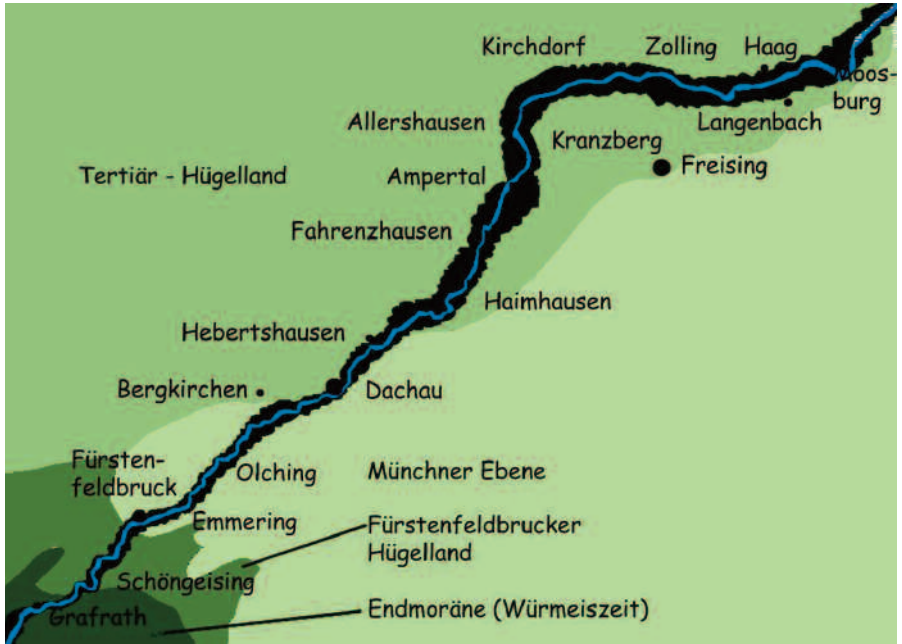 Kirchdorf Zolling Haag
Moos-
burg
Allershausen
Langenbach
Kranzberg
Freising
Tertiär - Hügelland
Ampertal
Fahrenzhausen
Haimhausen
Hebertshausen
Bergkirchen
Dachau
Fürsten-
feldbruck
Olching
Münchner Ebene
Emmering
Fürstenfeldbrucker
Hügelland
Schöngeising
Grafrath
Endmoräne (Würmeiszeit)